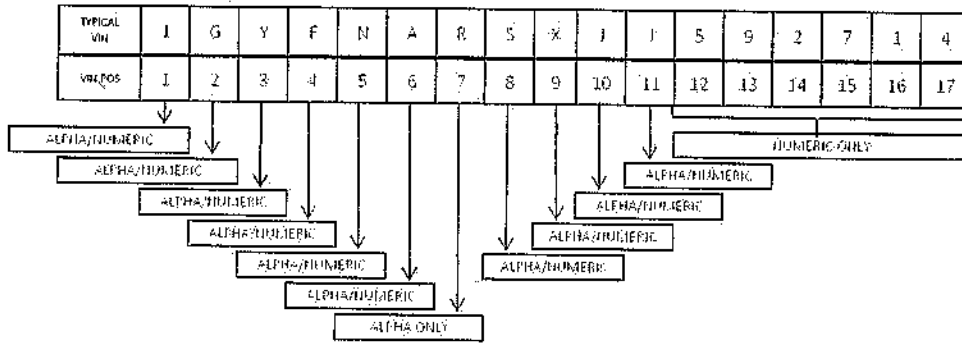 TYPICAL VIN 1 G Y F N A R S X J J 5 9 2 7 1 4
VIN POS 1 2 3 4 5 6 7 8 9 10 11 12 13 14 15 16 17
ALPHA/NUMERIC NUMERIC ONLY
ALPHA/NUMERIC ALPHA/NUMERIC
ALPHA/NUMERIC ALPHA/NUMERIC
ALPHA/NUMERIC ALPHA/NUMERIC
ALPHA/NUMERIC ALPHA/NUMERIC
ALPHA/NUMERIC
ALPHA ONLY